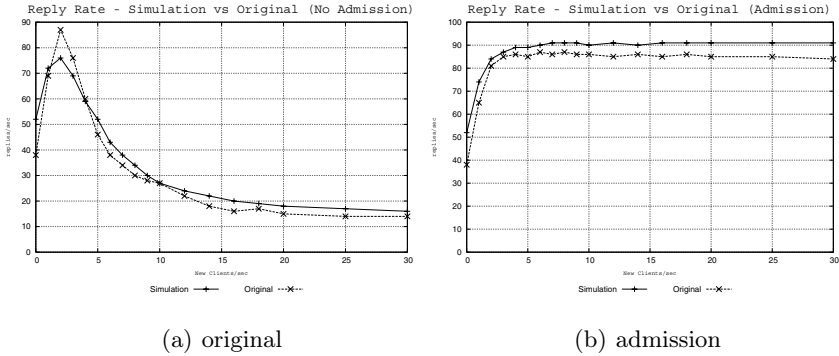 Reply Rate - Simulation vs Original (No Admission)
90
80
70
60
50
40
30
20
10
0
replies/sec
0 5 10 15 20 25 30
New Clients/sec
Simulation Original
(a) original
Reply Rate - Simulation vs Original (Admission)
100
90
80
70
60
50
40
30
20
10
0
replies/sec
0 5 10 15 20 25 30
New Clients/sec
Simulation Original
(b) admission